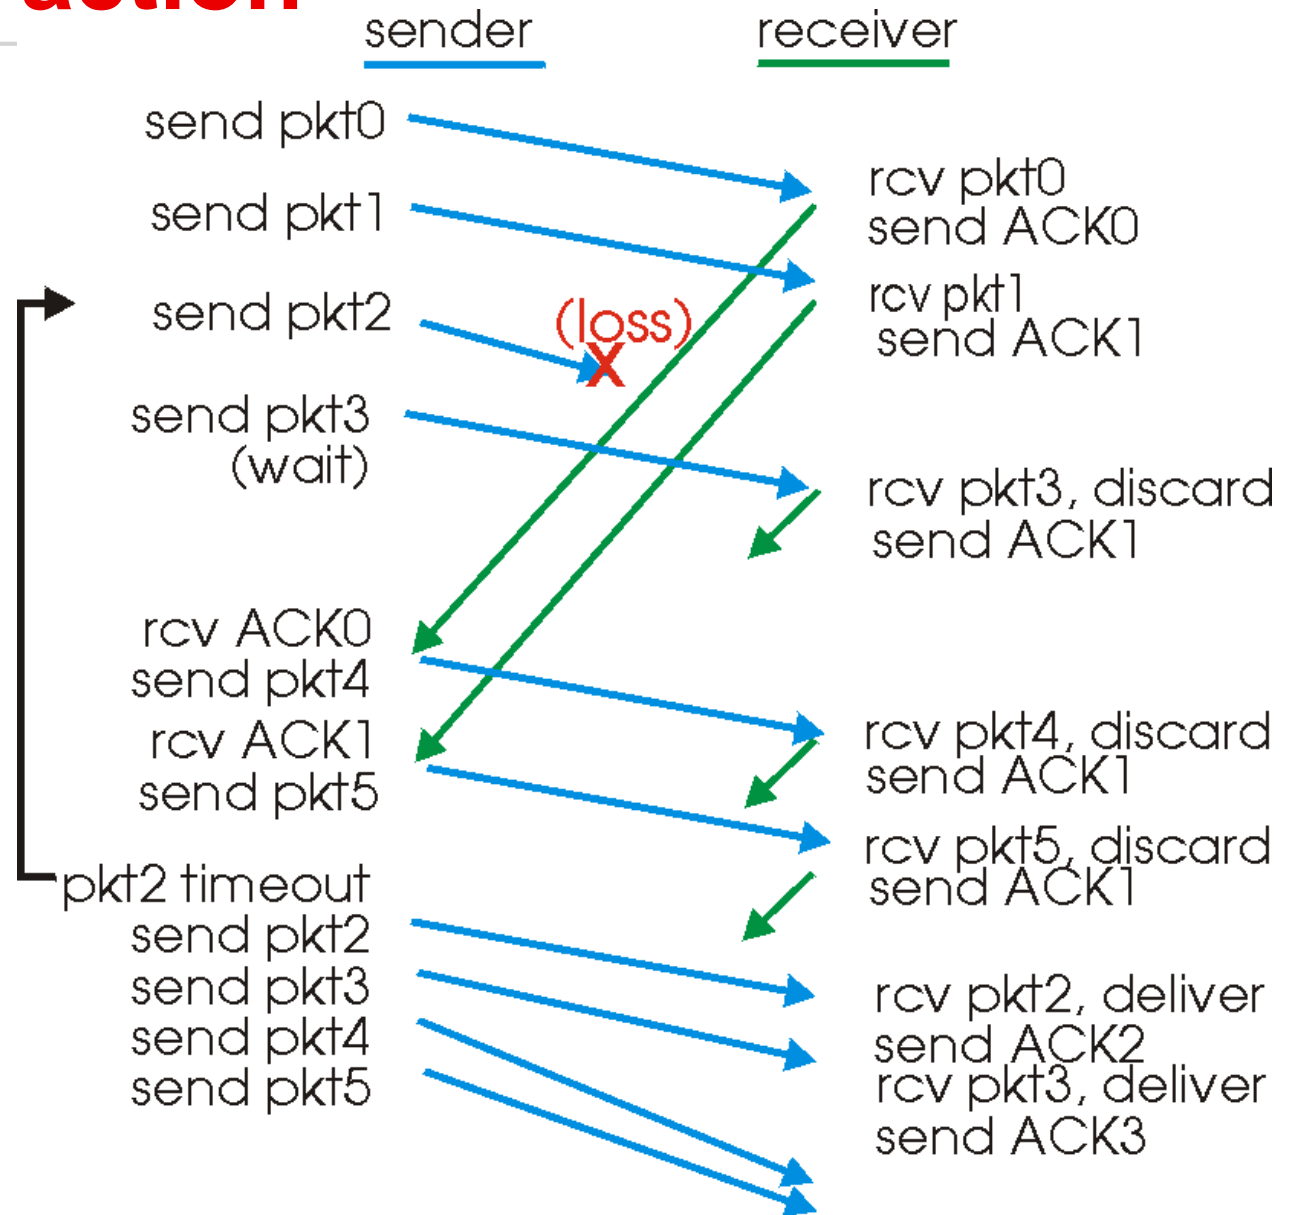 action
sender
receiver
send pkt0
send pkt1
send pkt2
(loss)
X
send pkt3
(wait)
rcv ACK0
send pkt4
rcv ACK1
send pkt5
pkt2 timeout
send pkt2
send pkt3
send pkt4
send pkt5
rcv pkt0
send ACK0
rcv pkt1
send ACK1
rcv pkt3, discard
send ACK1
rcv pkt4, discard
send ACK1
rcv pkt5, discard
send ACK1
rcv pkt2, deliver
send ACK2
rcv pkt3, deliver
send ACK3